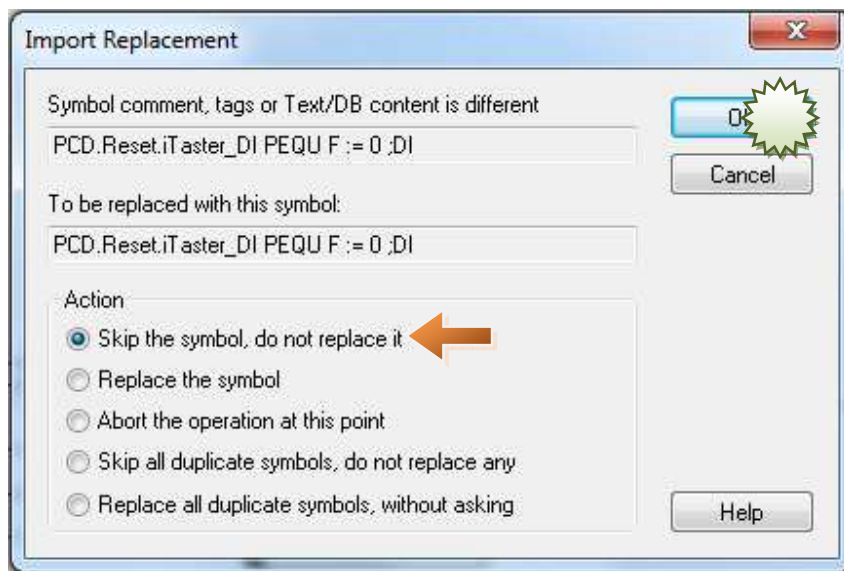 Import Replacement
Symbol comment, tags or Text/DB content is different
PCD.Reset.iTaster_DI PEQU F := 0 ;DI
Cancel
To be replaced with this symbol:
PCD.Reset.iTaster_DI PEQU F := 0 ;DI
Action
Skip the symbol, do not replace it
Replace the symbol
Abort the operation at this point
Skip all duplicate symbols, do not replace any
Replace all duplicate symbols, without asking
Help